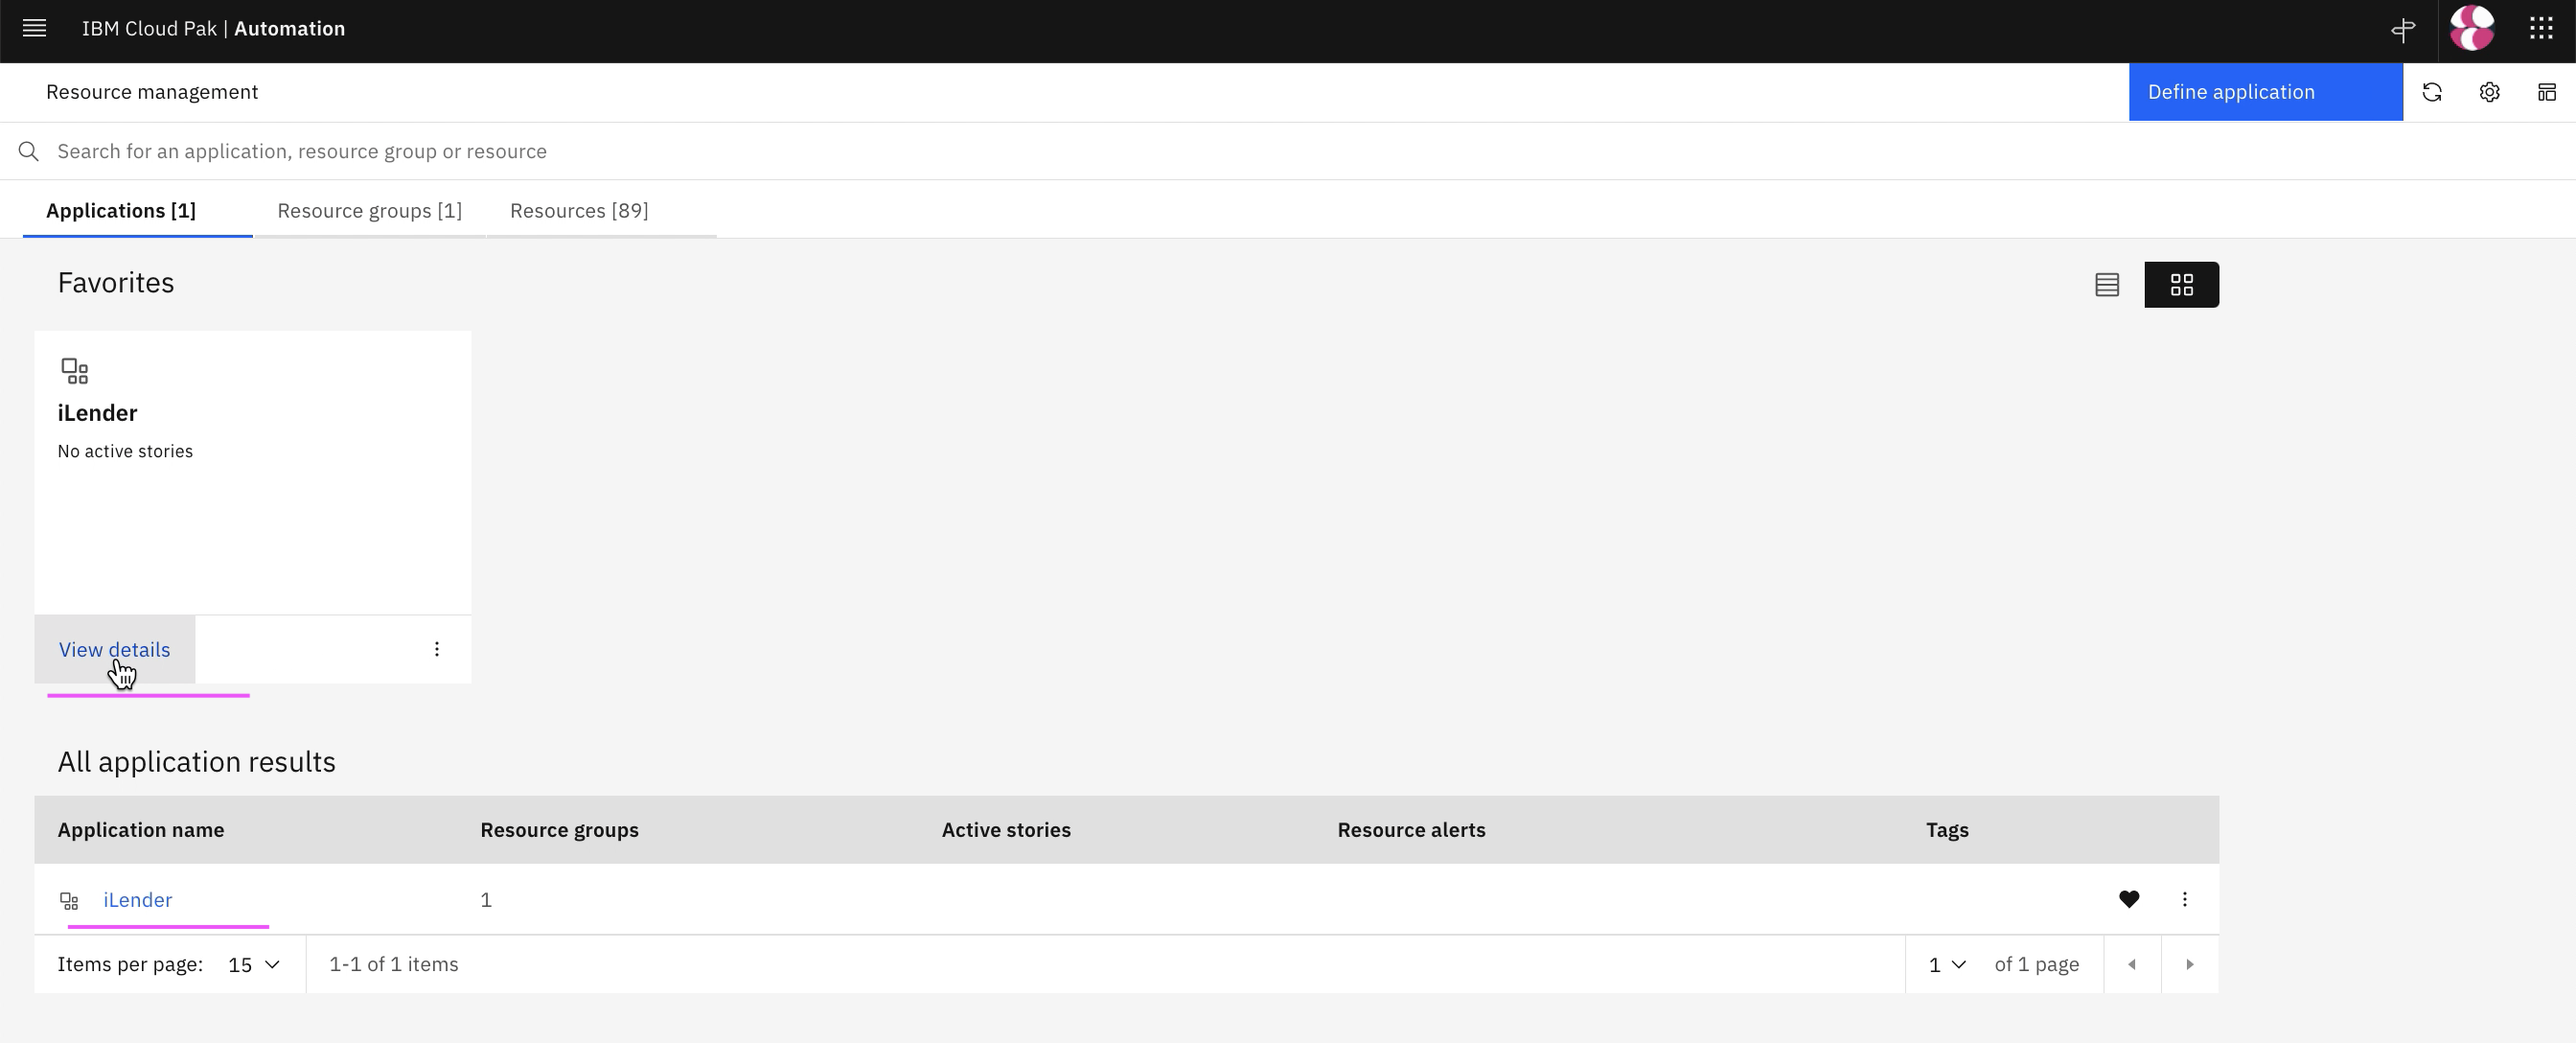 IBM Cloud Pak | Automation
Resource management
Define application
Search for an application, resource group or resource
Applications [1]
Resource groups [1]
Resources [89]
Favorites
iLender
No active stories
View details
All application results
Application name
Resource groups
Active stories
Resource alerts
Tags
iLender
1
Items per page:
15
1-1 of 1 items
1
of 1 page